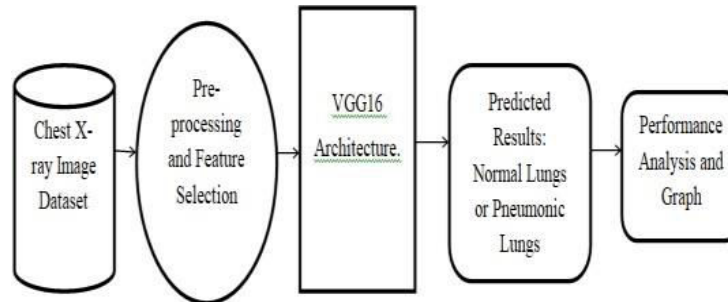 Chest X-
ray Image
Dataset
Pre-
processing
and Feature
Selection
VGG16
Architecture.
Predicted
Results:
Normal Lungs
or Pneumonic
Lungs
Performance
Analysis and
Graph